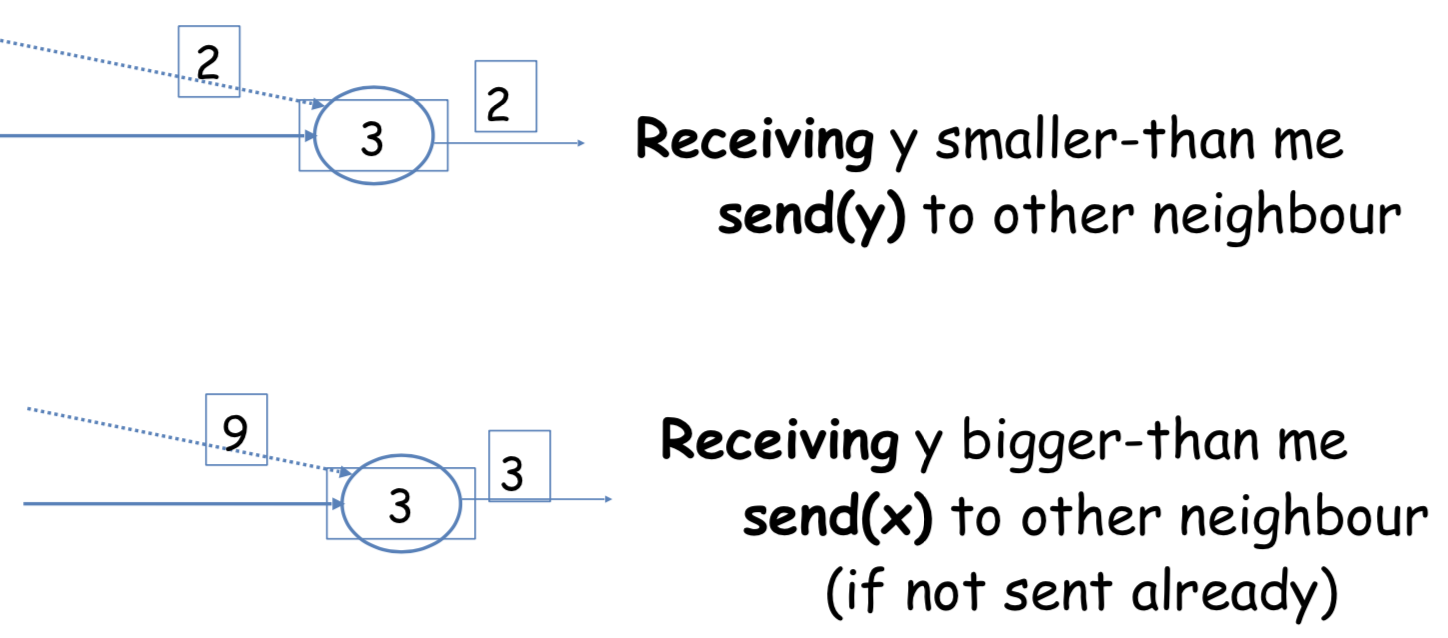 2
3
2
Receiving y smaller-than me
send(y) to other neighbour
9
3
3
Receiving y bigger-than me
send(x) to other neighbour
(if not sent already)